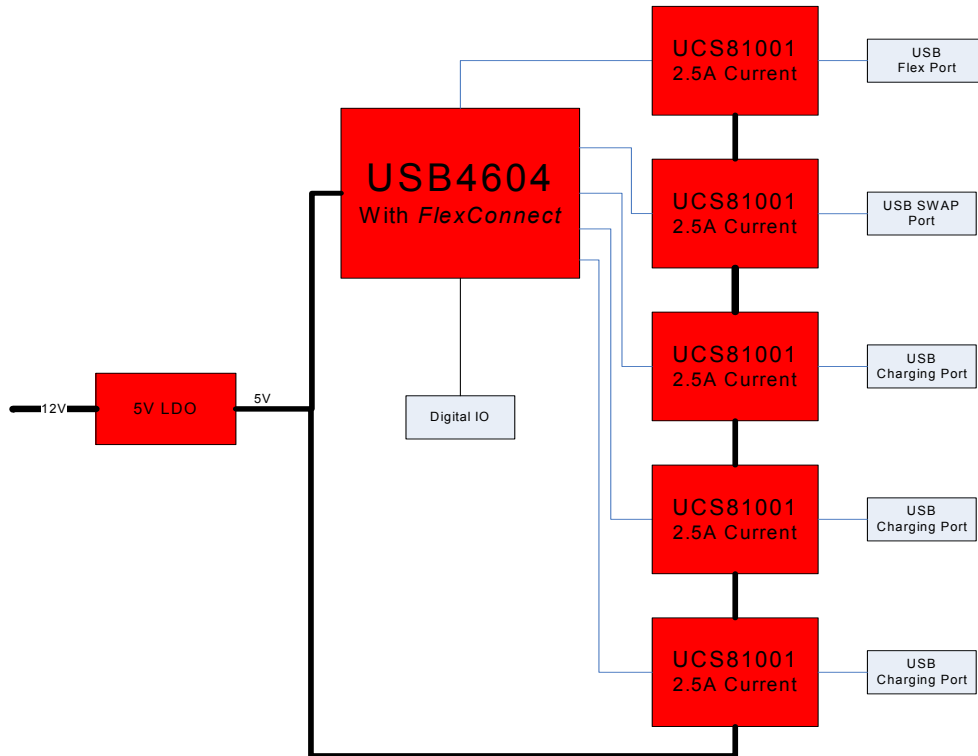 UCS81001
2.5A Current
USB
Flex Port
USB4604
With FlexConnect
UCS81001
2.5A Current
USB SWAP
Port
UCS81001
2.5A Current
USB
Charging Port
12V
5V LDO
5V
Digital IO
UCS81001
2.5A Current
USB
Charging Port
UCS81001
2.5A Current
USB
Charging Port